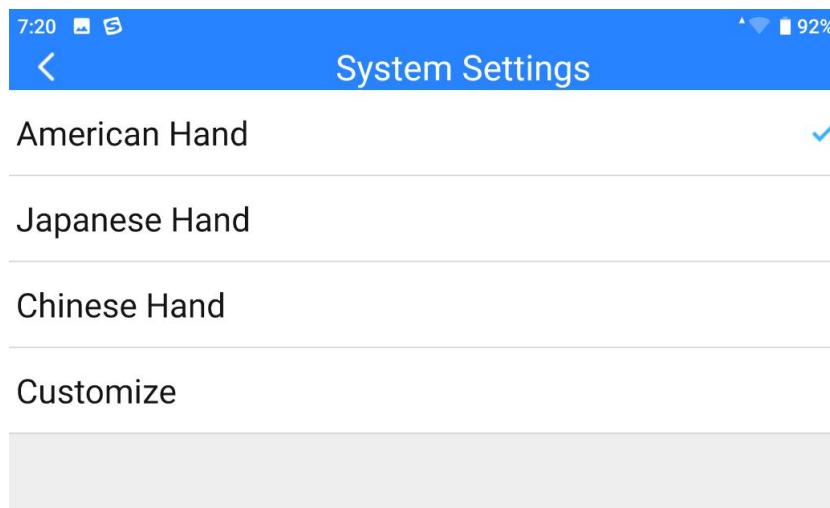 7:20 92%
System Settings
American Hand
Japanese Hand
Chinese Hand
Customize